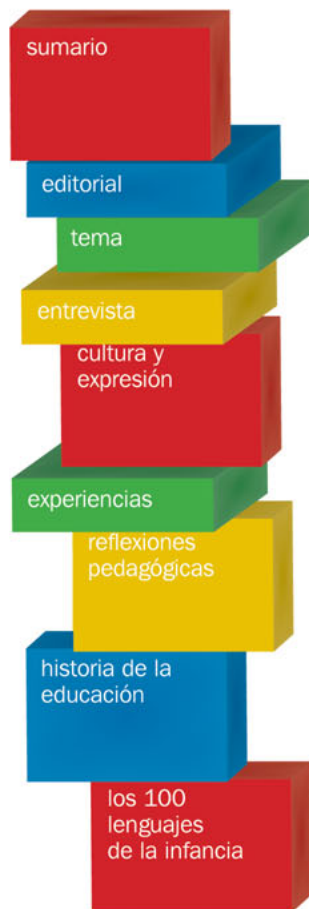 sumario
editorial
tema
entrevista
cultura y
expresión
experiencias
reflexiones
pedagógicas
historia de la
educación
los 100
lenguajes
de la infancia